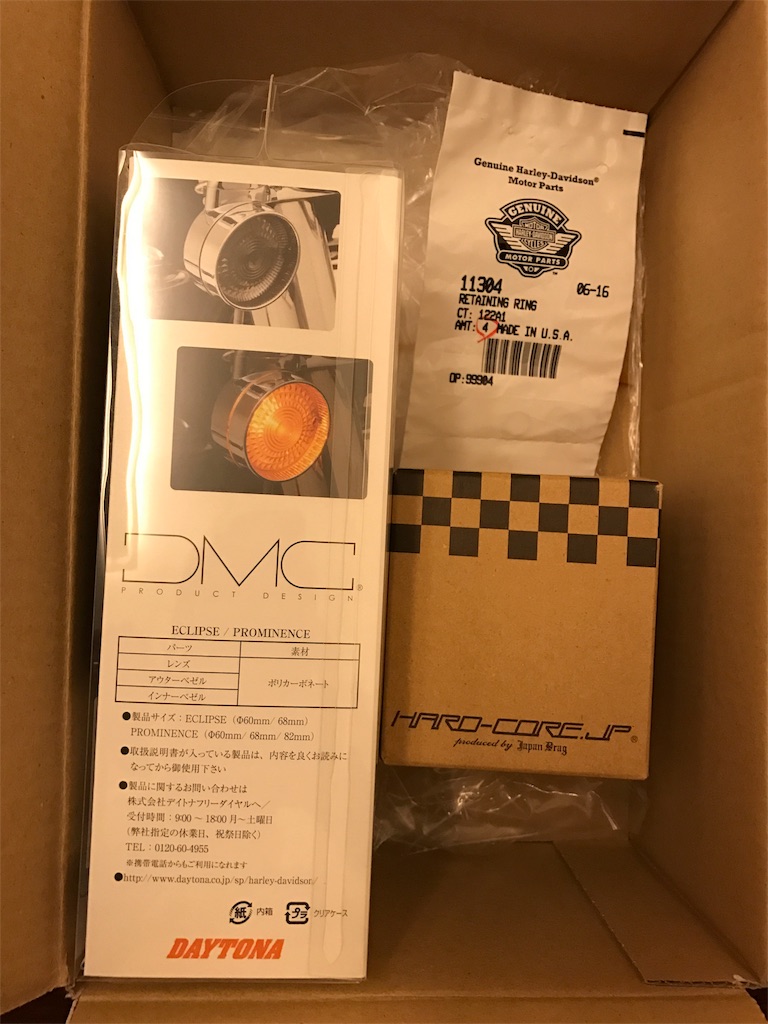 DMC®
PRODUCT DESIGN
ECLIPSE / PROMINENCE
パーツ 素材
レンズ
アウターベゼル ポリカーボネート
インナーベゼル
●製品サイズ：ECLIPSE（Φ60mm/ 68mm）
PROMINENCE（Φ60mm/ 68mm/ 82mm）
●取扱説明書が入っている製品は、内容を良くお読みに
なってから御使用下さい
●製品に関するお問い合わせは
株式会社デイトナフリーダイヤルへ／
受付時間：9:00～18:00 月～土曜日
（弊社指定の休業日、祝祭日除く）
TEL：0120-60-4955
※携帯電話からもご利用になれます
●http://www.daytona.co.jp/sp/harley-davidson/
紙 内箱 プラ クリアケース
DAYTONA
Genuine Harley-Davidson®
Motor Parts
GENUINE
MOTOR
HARLEY-DAVIDSON
CYCLES
MOTOR PARTS
™
11304 06-16
RETAINING RING
CT: 122A1
AMT: 4 MADE IN U.S.A.
OP:99904
HARD-CORE.JP®
produced by Japan Drag